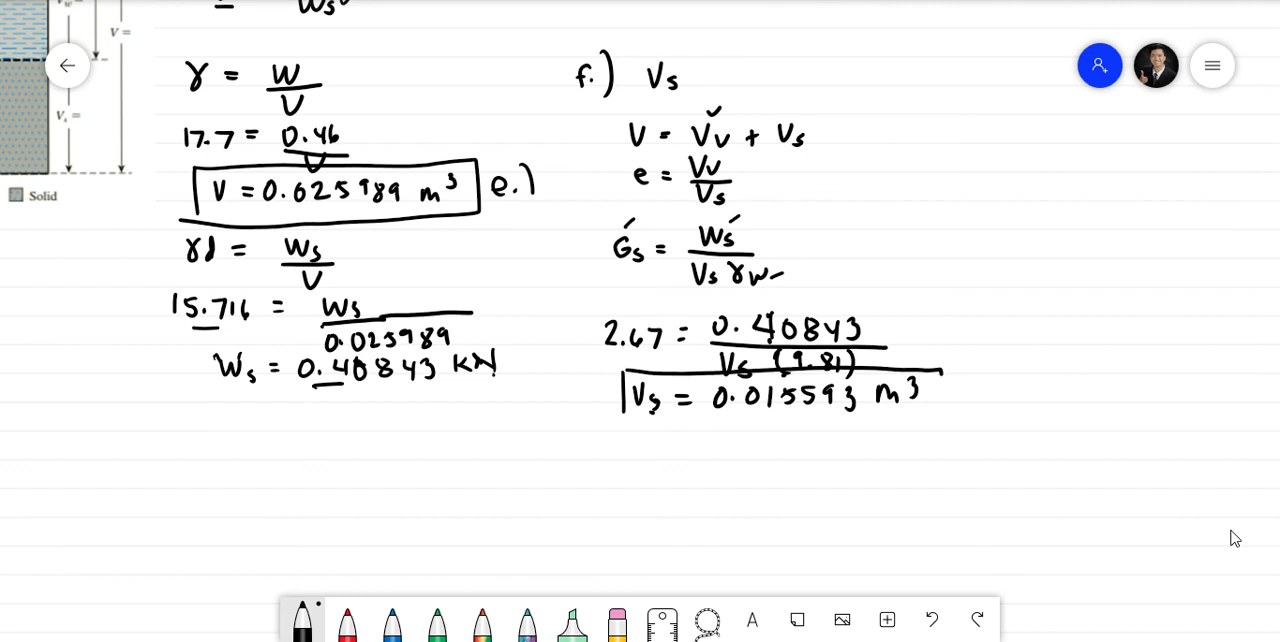 Ws
V =
Vs =
Solid
γ = W / V
17.7 = 0.46 / V
V = 0.025989 m³ e.)
γd = Ws / V
15.716 = Ws / 0.025989
Ws = 0.40843 kN
f.) Vs
V = Vv + Vs
e = Vv / Vs
Gs = Ws / Vs γw
2.67 = 0.40843 / Vs (9.81)
Vs = 0.015593 m³
A